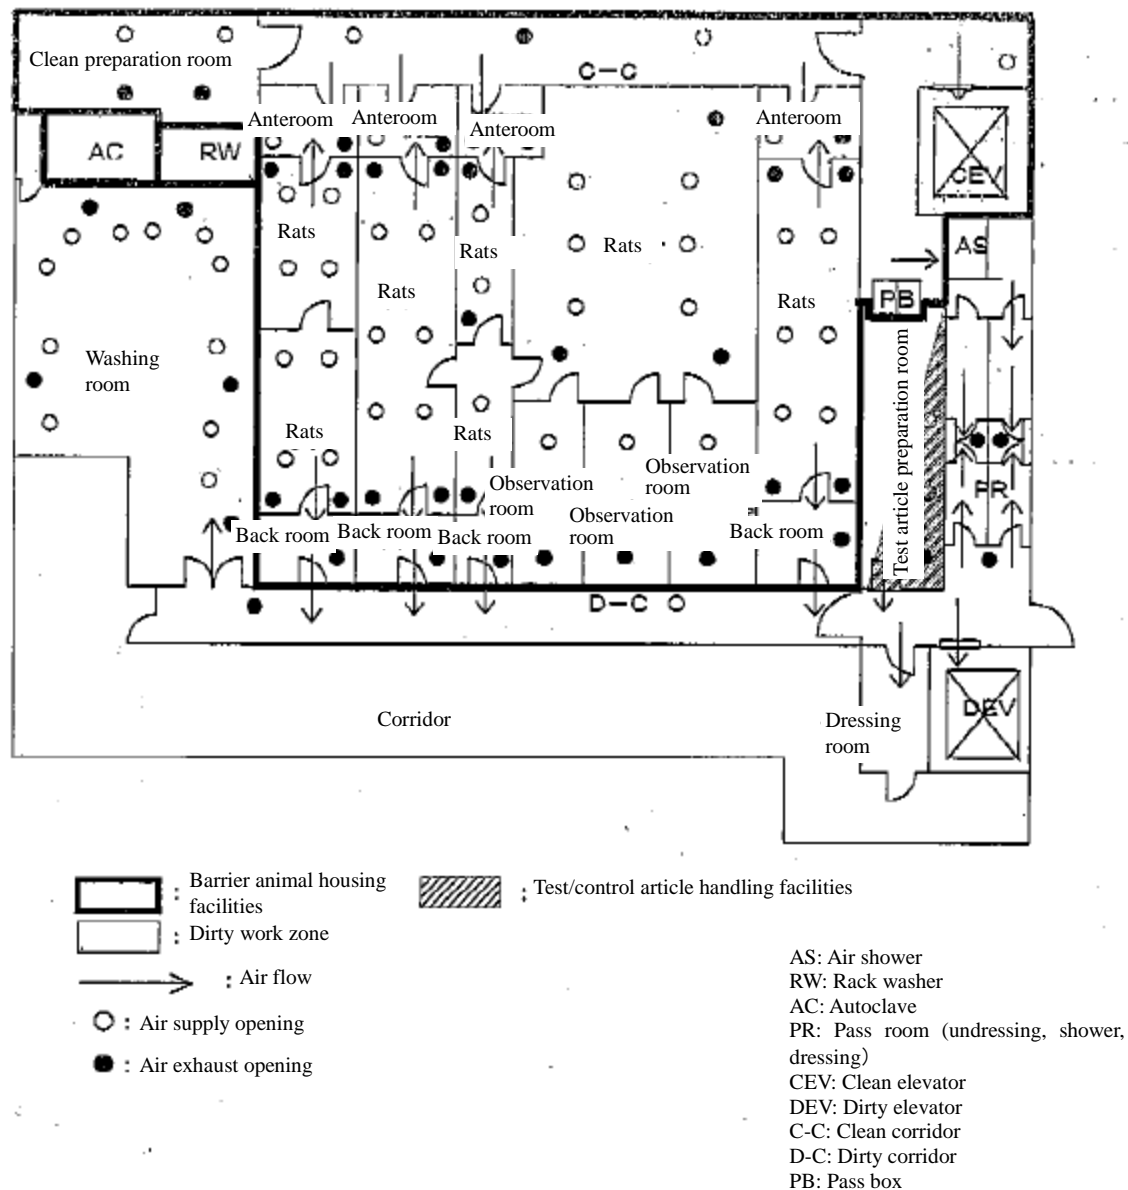 Clean preparation room
C-C
Anteroom
Anteroom
Anteroom
Anteroom
AC
RW
CEV
Rats
Rats
Rats
Rats
Rats
AS
PB
Washing
room
Test article preparation room
Rats
Rats
Observation
room
Observation
room
Observation
room
PR
Back room
Back room
Back room
Back room
D-C
Corridor
Dressing
room
DEV
: Barrier animal housing
facilities
: Test/control article handling facilities
: Dirty work zone
: Air flow
: Air supply opening
: Air exhaust opening
AS: Air shower
RW: Rack washer
AC: Autoclave
PR: Pass room (undressing, shower,
dressing)
CEV: Clean elevator
DEV: Dirty elevator
C-C: Clean corridor
D-C: Dirty corridor
PB: Pass box